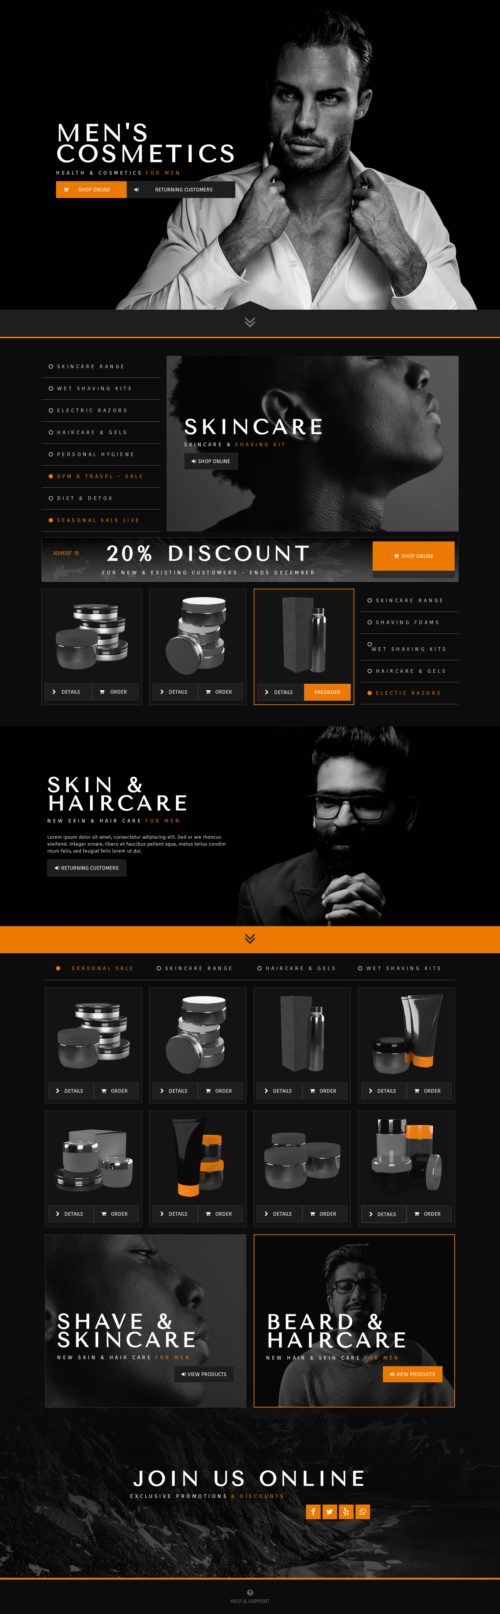 MEN'S
COSMETICS
HEALTH & COSMETICS FOR MEN
SHOP ONLINE
RETURNING CUSTOMERS
SKINCARE RANGE
WET SHAVING KITS
ELECTRIC RAZORS
HAIRCARE & GELS
PERSONAL HYGIENE
GYM & TRAVEL - SALE
DIET & DETOX
SEASONAL SALE LIVE
SKINCARE
SKINCARE & SHAVING KIT
SHOP ONLINE
ADVERT
20% DISCOUNT
FOR NEW & EXISTING CUSTOMERS - ENDS DECEMBER
SHOP ONLINE
DETAILS
ORDER
DETAILS
ORDER
DETAILS
PREORDER
SKINCARE RANGE
SHAVING FOAMS
WET SHAVING KITS
HAIRCARE & GELS
ELECTIC RAZORS
SKIN &
HAIRCARE
NEW SKIN & HAIR CARE FOR MEN
Lorem ipsum dolor sit amet, consectetur adipiscing elit. Sed or are rhoncus
eleifend. Integer ornare, libero et faucibus pellent sque, metus tellus condim
ntum felis, sed feugiat felis lorem ut dui.
RETURNING CUSTOMERS
SEASONAL SALE
SKINCARE RANGE
HAIRCARE & GELS
WET SHAVING KITS
DETAILS
ORDER
DETAILS
ORDER
DETAILS
ORDER
DETAILS
ORDER
DETAILS
ORDER
DETAILS
ORDER
DETAILS
ORDER
DETAILS
ORDER
SHAVE &
SKINCARE
NEW SKIN & HAIR CARE FOR MEN
VIEW PRODUCTS
BEARD &
HAIRCARE
NEW HAIR & SKIN CARE FOR MEN
VIEW PRODUCTS
JOIN US ONLINE
EXCLUSIVE PROMOTIONS & DISCOUNTS
HELP & SUPPORT